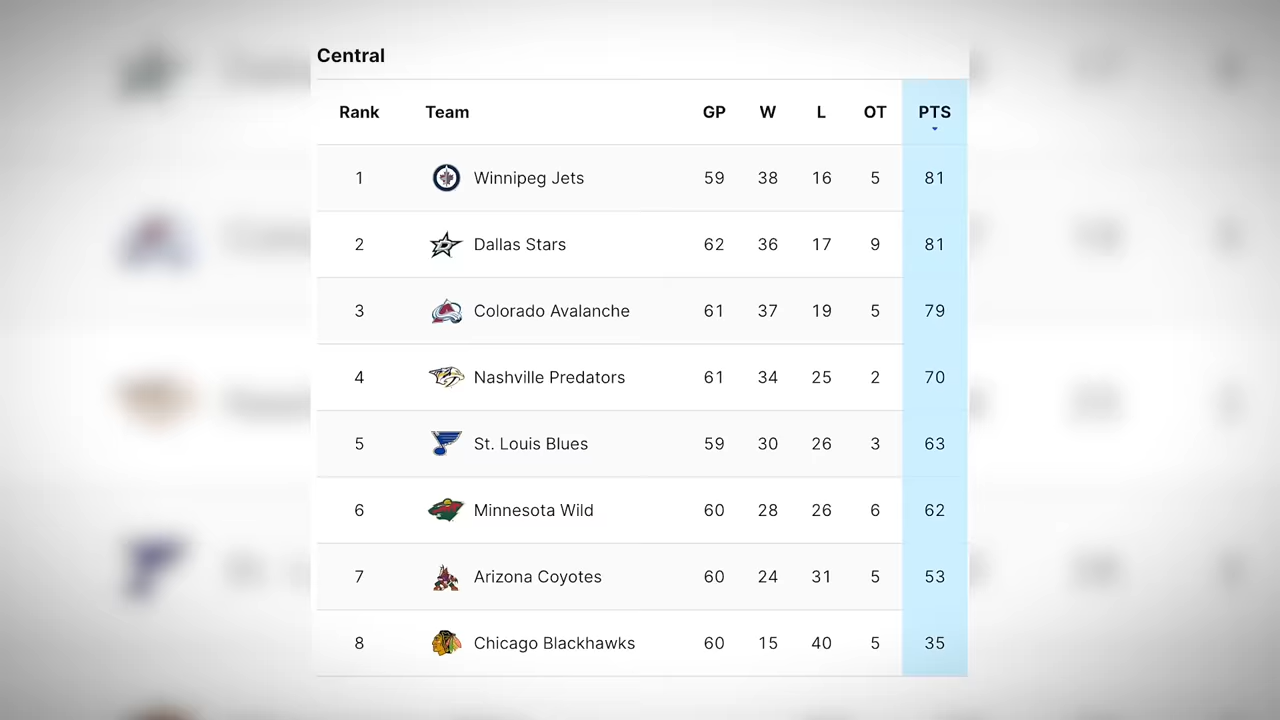 Central
Rank Team GP W L OT PTS
1 Winnipeg Jets 59 38 16 5 81
2 Dallas Stars 62 36 17 9 81
3 Colorado Avalanche 61 37 19 5 79
4 Nashville Predators 61 34 25 2 70
5 St. Louis Blues 59 30 26 3 63
6 Minnesota Wild 60 28 26 6 62
7 Arizona Coyotes 60 24 31 5 53
8 Chicago Blackhawks 60 15 40 5 35